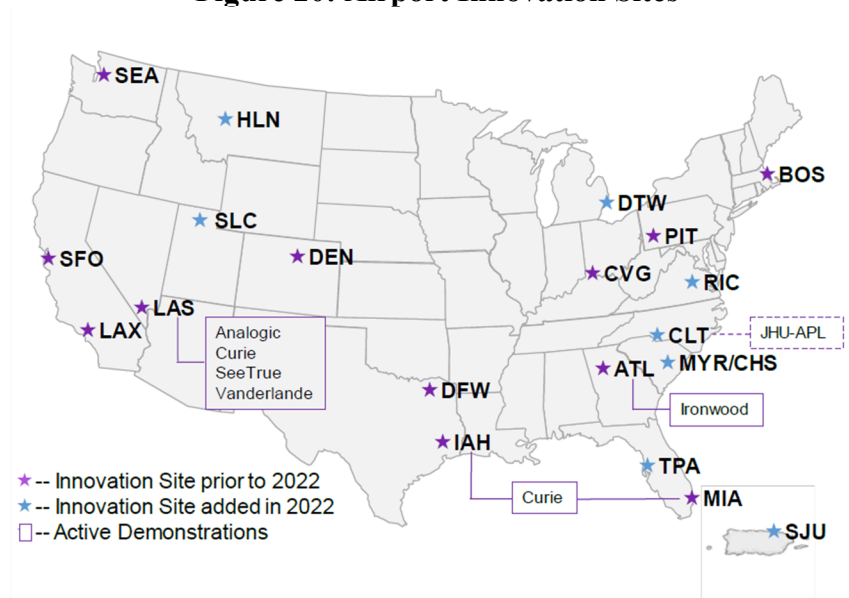 Figure 20: Airport Innovation Sites
SEA
HLN
BOS
DTW
SLC
PIT
SFO
DEN
CVG
RIC
LAS
LAX
Analogic
Curie
SeeTrue
Vanderlande
CLT
JHU-APL
MYR/CHS
ATL
DFW
Ironwood
IAH
TPA
-- Innovation Site prior to 2022
-- Innovation Site added in 2022
-- Active Demonstrations
Curie
MIA
SJU